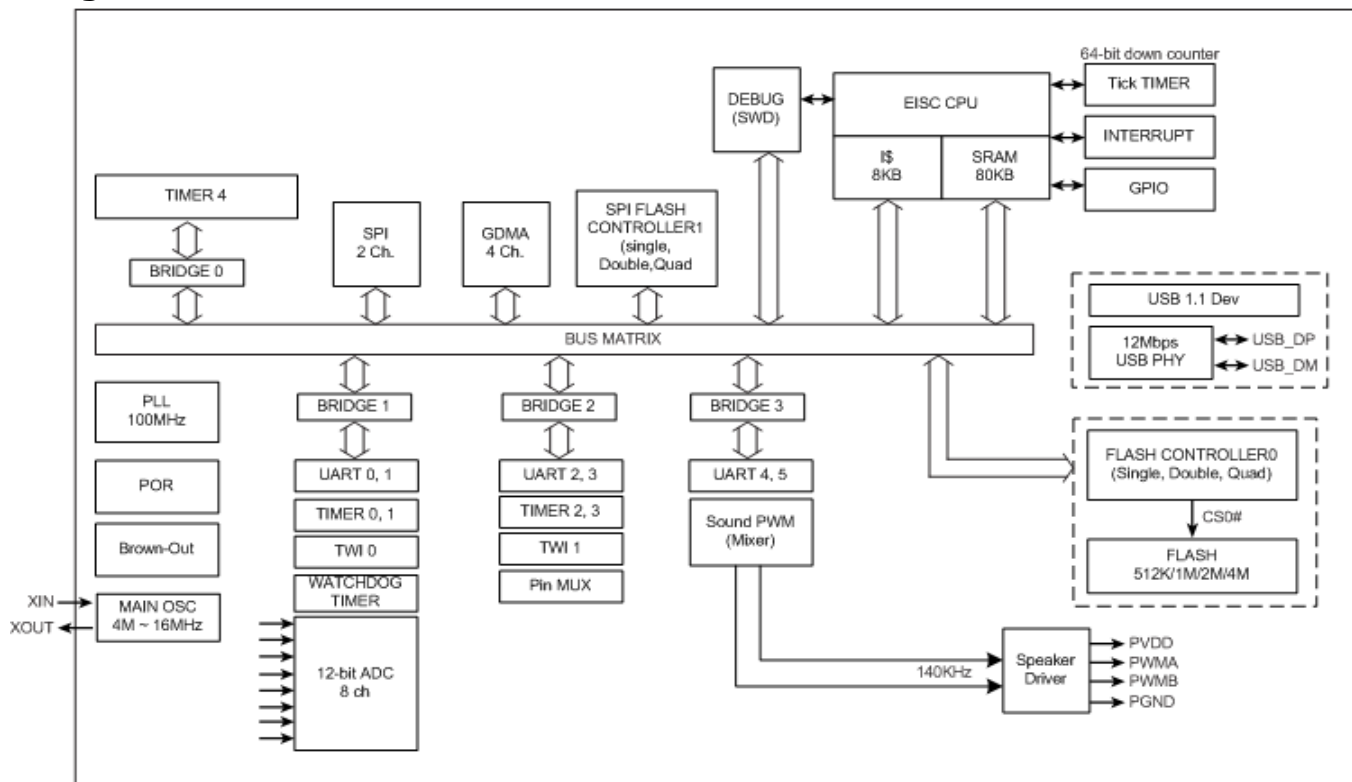 64-bit down counter
DEBUG
(SWD)
EISC CPU
Tick TIMER
INTERRUPT
I$
8KB
SRAM
80KB
GPIO
TIMER 4
SPI
2 Ch.
GDMA
4 Ch.
SPI FLASH
CONTROLLER1
(single,
Double,Quad
BRIDGE 0
USB 1.1 Dev
BUS MATRIX
12Mbps
USB PHY
USB_DP
USB_DM
PLL
100MHz
BRIDGE 1
BRIDGE 2
BRIDGE 3
POR
UART 0, 1
UART 2, 3
UART 4, 5
FLASH CONTROLLER0
(Single, Double, Quad)
TIMER 0, 1
TIMER 2, 3
Sound PWM
(Mixer)
CS0#
Brown-Out
TWI 0
TWI 1
FLASH
512K/1M/2M/4M
WATCHDOG
TIMER
Pin MUX
XIN
XOUT
MAIN OSC
4M ~ 16MHz
12-bit ADC
8 ch
140KHz
Speaker
Driver
PVDD
PWMA
PWMB
PGND